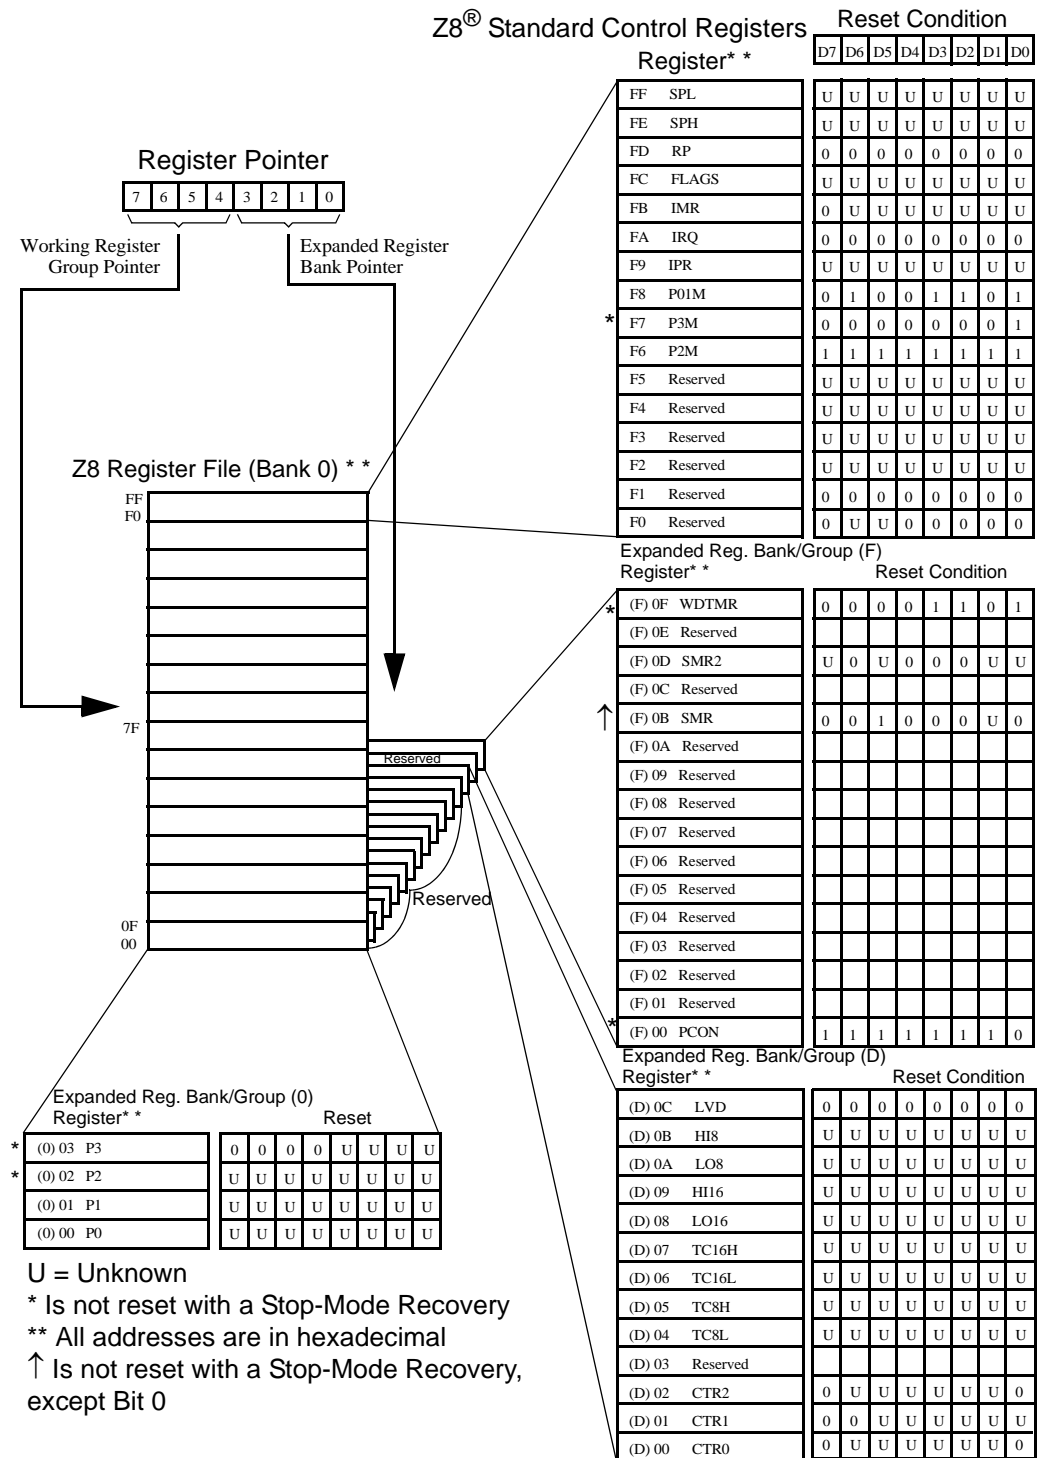 Z8® Standard Control Registers
Reset Condition
D7 D6 D5 D4 D3 D2 D1 D0
Register* *
FF SPL U U U U U U U U
FE SPH U U U U U U U U
FD RP 0 0 0 0 0 0 0 0
FC FLAGS U U U U U U U U
FB IMR 0 U U U U U U U
FA IRQ 0 0 0 0 0 0 0 0
F9 IPR U U U U U U U U
F8 P01M 0 1 0 0 1 1 0 1
* F7 P3M 0 0 0 0 0 0 0 1
F6 P2M 1 1 1 1 1 1 1 1
F5 Reserved U U U U U U U U
F4 Reserved U U U U U U U U
F3 Reserved U U U U U U U U
F2 Reserved U U U U U U U U
F1 Reserved 0 0 0 0 0 0 0 0
F0 Reserved 0 U U 0 0 0 0 0
Register Pointer
7 6 5 4 3 2 1 0
Working Register
Group Pointer
Expanded Register
Bank Pointer
Z8 Register File (Bank 0) * *
FF
F0
7F
0F
00
Reserved
Reserved
Expanded Reg. Bank/Group (F)
Register* * Reset Condition
* (F) 0F WDTMR 0 0 0 0 1 1 0 1
(F) 0E Reserved
(F) 0D SMR2 U 0 U 0 0 0 U U
(F) 0C Reserved
↑ (F) 0B SMR 0 0 1 0 0 0 U 0
(F) 0A Reserved
(F) 09 Reserved
(F) 08 Reserved
(F) 07 Reserved
(F) 06 Reserved
(F) 05 Reserved
(F) 04 Reserved
(F) 03 Reserved
(F) 02 Reserved
(F) 01 Reserved
* (F) 00 PCON 1 1 1 1 1 1 1 0
Expanded Reg. Bank/Group (D)
Register* * Reset Condition
(D) 0C LVD 0 0 0 0 0 0 0 0
(D) 0B HI8 U U U U U U U U
(D) 0A LO8 U U U U U U U U
(D) 09 HI16 U U U U U U U U
(D) 08 LO16 U U U U U U U U
(D) 07 TC16H U U U U U U U U
(D) 06 TC16L U U U U U U U U
(D) 05 TC8H U U U U U U U U
(D) 04 TC8L U U U U U U U U
(D) 03 Reserved
(D) 02 CTR2 0 U U U U U U 0
(D) 01 CTR1 0 0 U U U U U U
(D) 00 CTR0 0 U U U U U U 0
Expanded Reg. Bank/Group (0)
Register* * Reset
* (0) 03 P3 0 0 0 0 U U U U
* (0) 02 P2 U U U U U U U U
(0) 01 P1 U U U U U U U U
(0) 00 P0 U U U U U U U U
U = Unknown
* Is not reset with a Stop-Mode Recovery
** All addresses are in hexadecimal
↑ Is not reset with a Stop-Mode Recovery,
except Bit 0